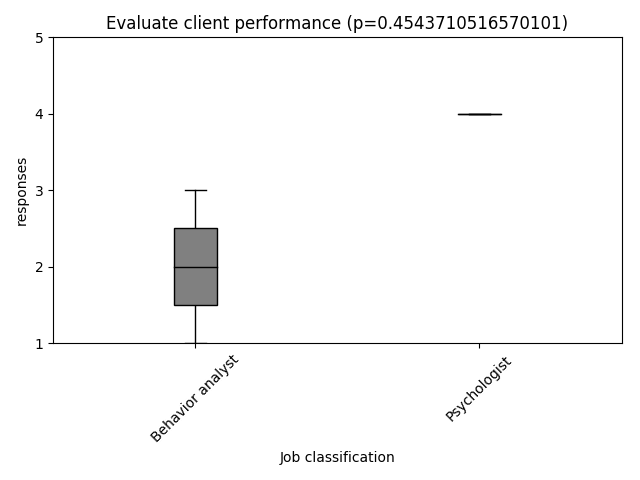 Evaluate client performance (p=0.4543710516570101)
5
4
3
2
1
responses
Behavior analyst
Psychologist
Job classification